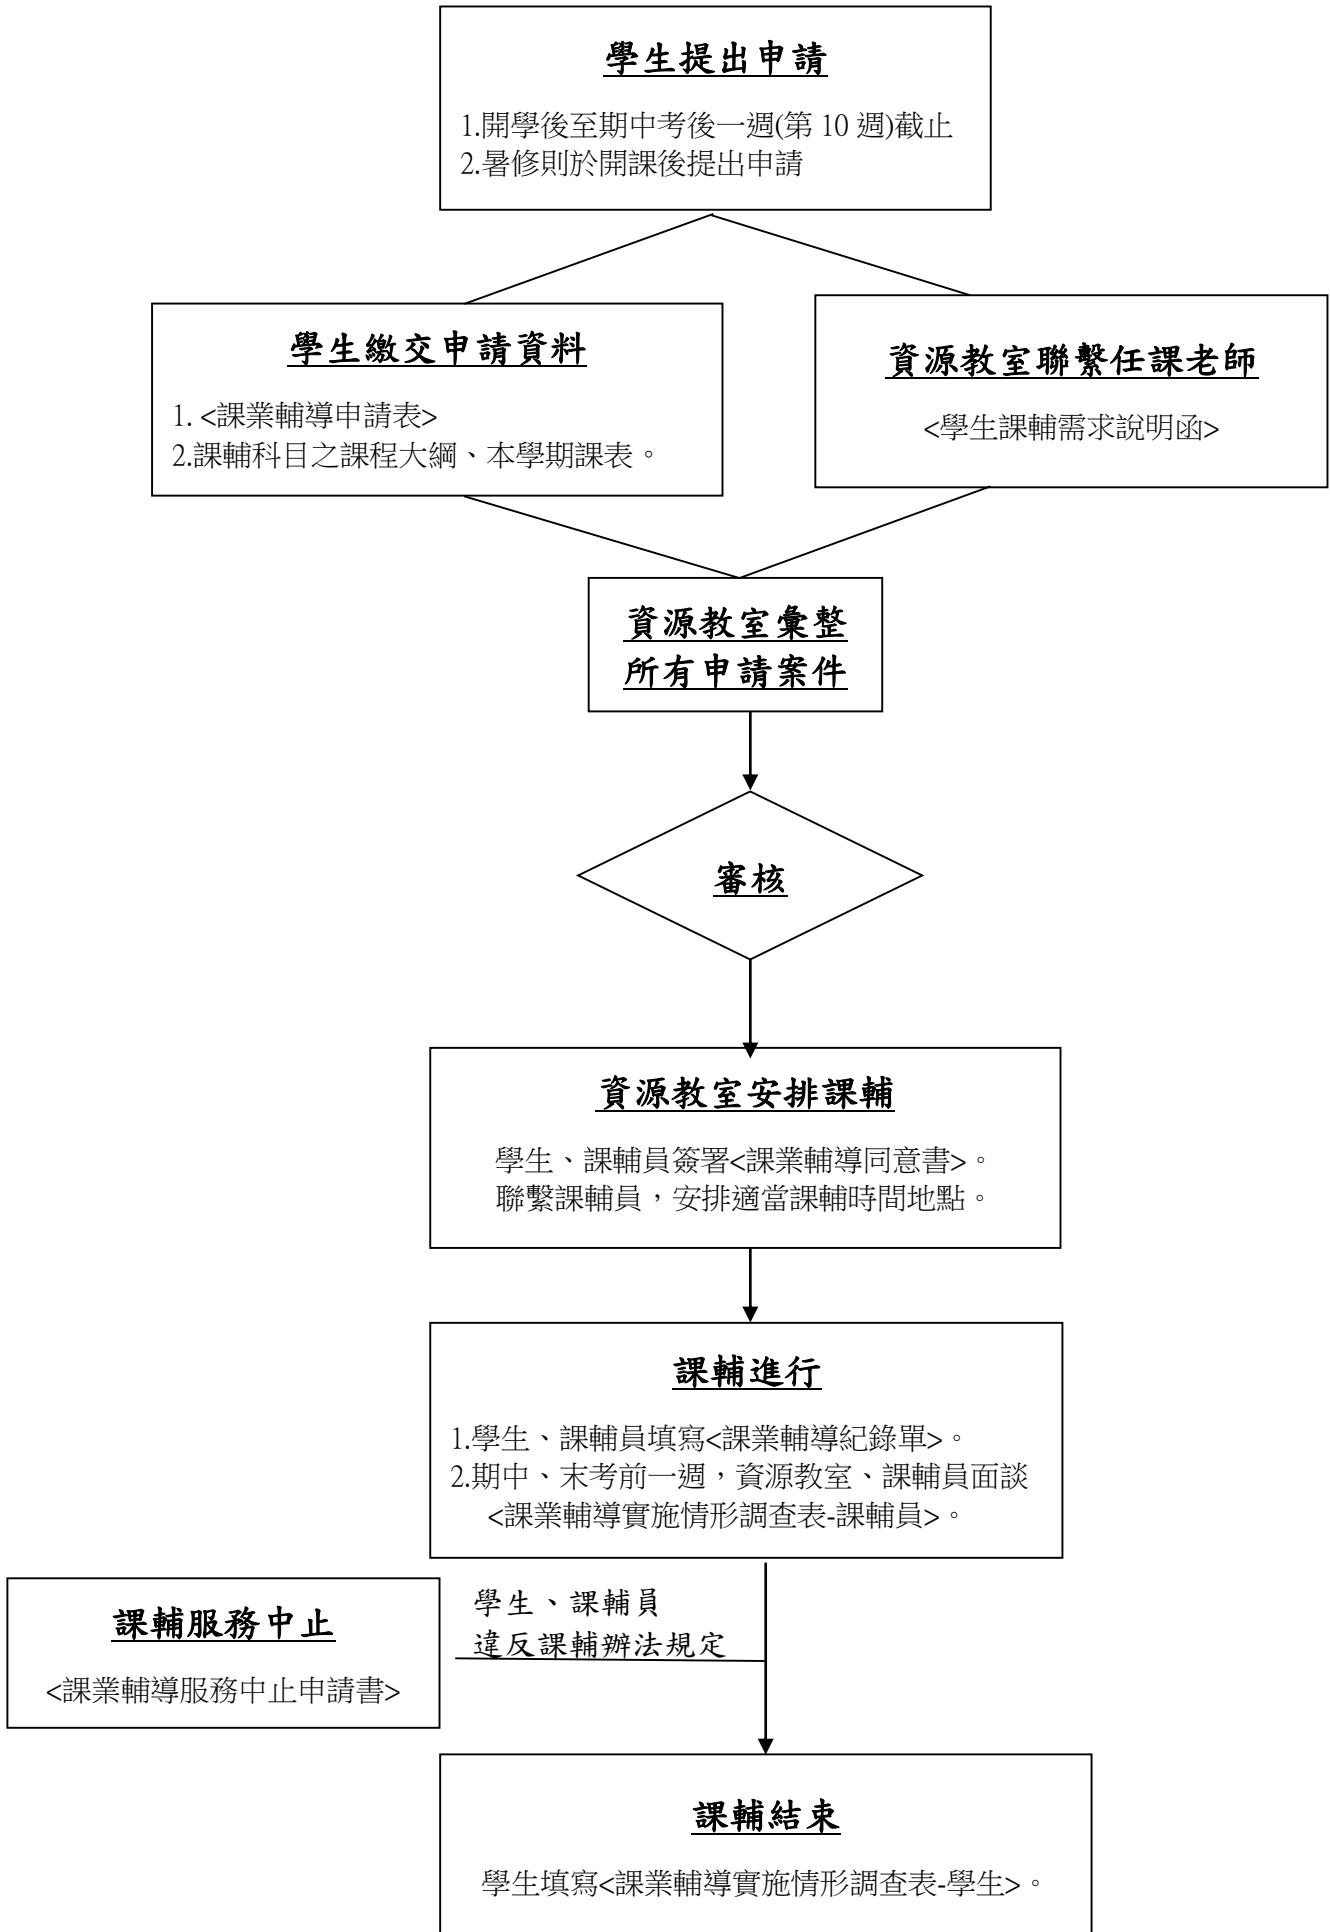 學生提出申請
1.開學後至期中考後一週(第 10 週)截止
2.暑修則於開課後提出申請
學生繳交申請資料
1. <課業輔導申請表>
2.課輔科目之課程大綱、本學期課表。
資源教室聯繫任課老師
<學生課輔需求說明函>
資源教室彙整
所有申請案件
審核
資源教室安排課輔
學生、課輔員簽署<課業輔導同意書>。
聯繫課輔員，安排適當課輔時間地點。
課輔進行
1.學生、課輔員填寫<課業輔導紀錄單>。
2.期中、末考前一週，資源教室、課輔員面談
<課業輔導實施情形調查表-課輔員>。
課輔服務中止
<課業輔導服務中止申請書>
學生、課輔員
違反課輔辦法規定
課輔結束
學生填寫<課業輔導實施情形調查表-學生>。